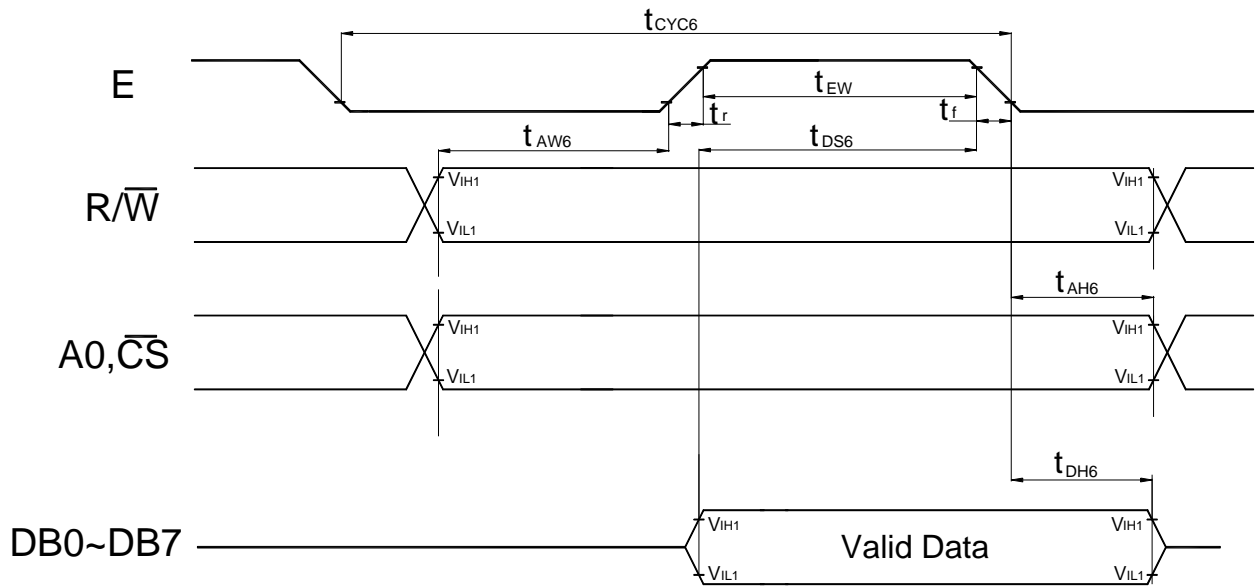 tCYC6
E
tEW
tr
tf
tAW6
tDS6
R/W̅
VIH1
VIH1
VIL1
VIL1
tAH6
A0,C̅S̅
VIH1
VIH1
VIL1
VIL1
tDH6
DB0~DB7
VIH1
VIH1
Valid Data
VIL1
VIL1